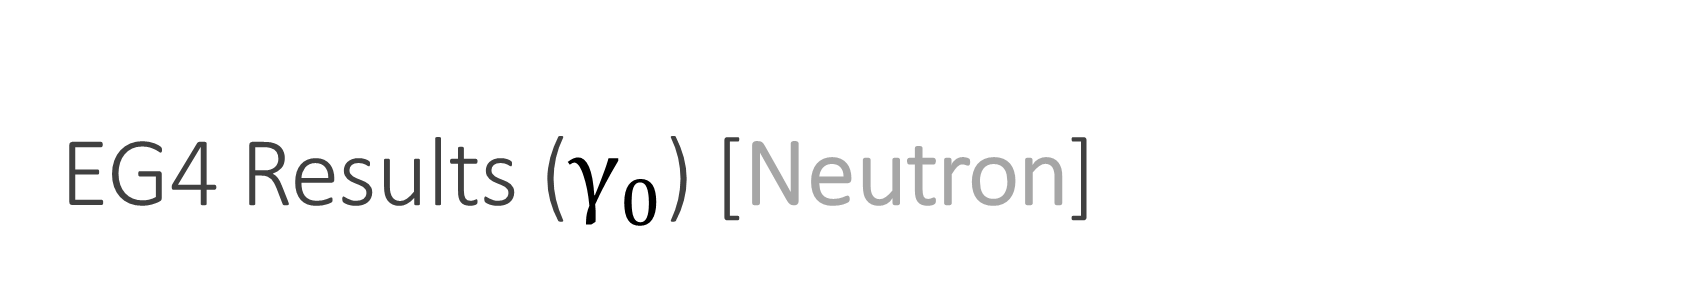 EG4 Results (γ₀) [Neutron]